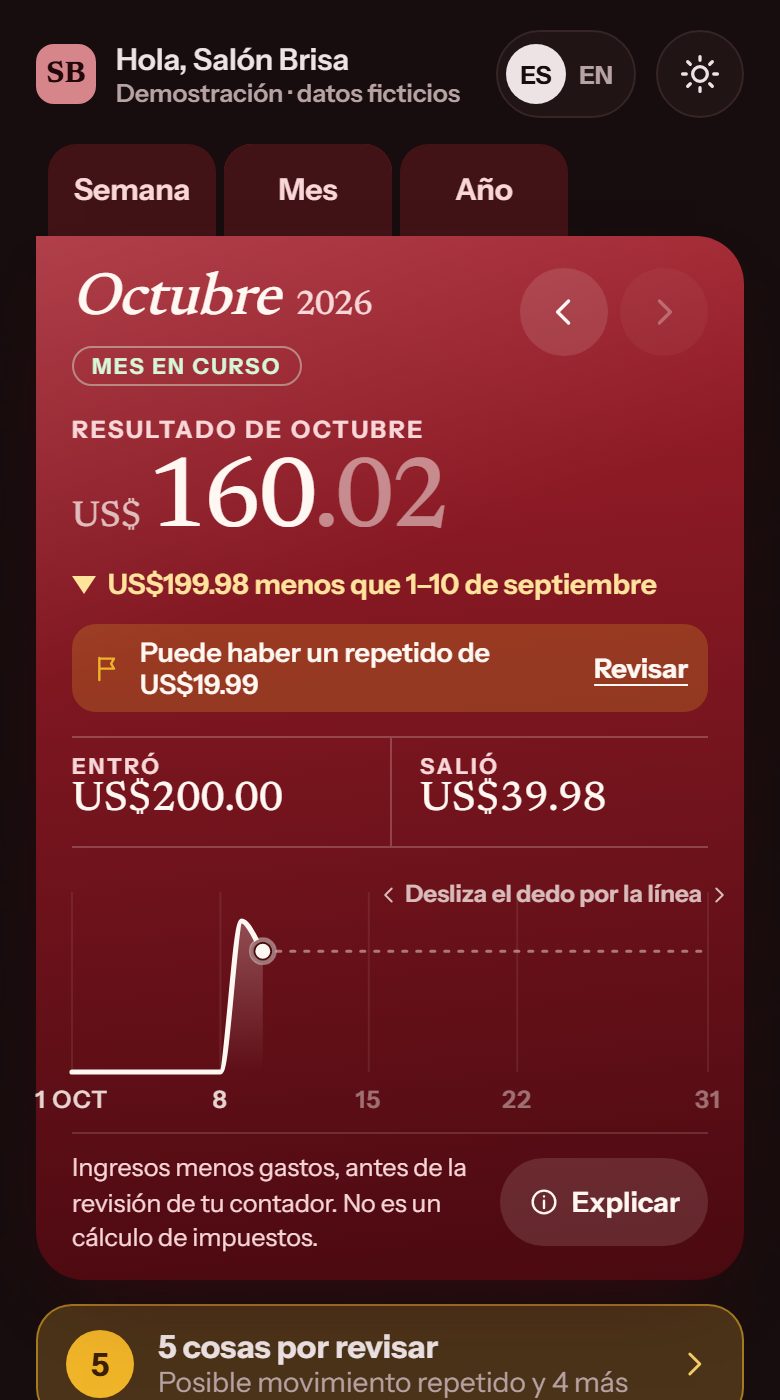 SB
Hola, Salón Brisa
Demostración · datos ficticios
ES EN
Semana Mes Año
Octubre 2026
MES EN CURSO
RESULTADO DE OCTUBRE
US$ 160.02
US$199.98 menos que 1–10 de septiembre
Puede haber un repetido de
US$19.99
Revisar
ENTRÓ
US$200.00
SALIÓ
US$39.98
Desliza el dedo por la línea
1 OCT 8 15 22 31
Ingresos menos gastos, antes de la
revisión de tu contador. No es un
cálculo de impuestos.
Explicar
5
5 cosas por revisar
Posible movimiento repetido y 4 más